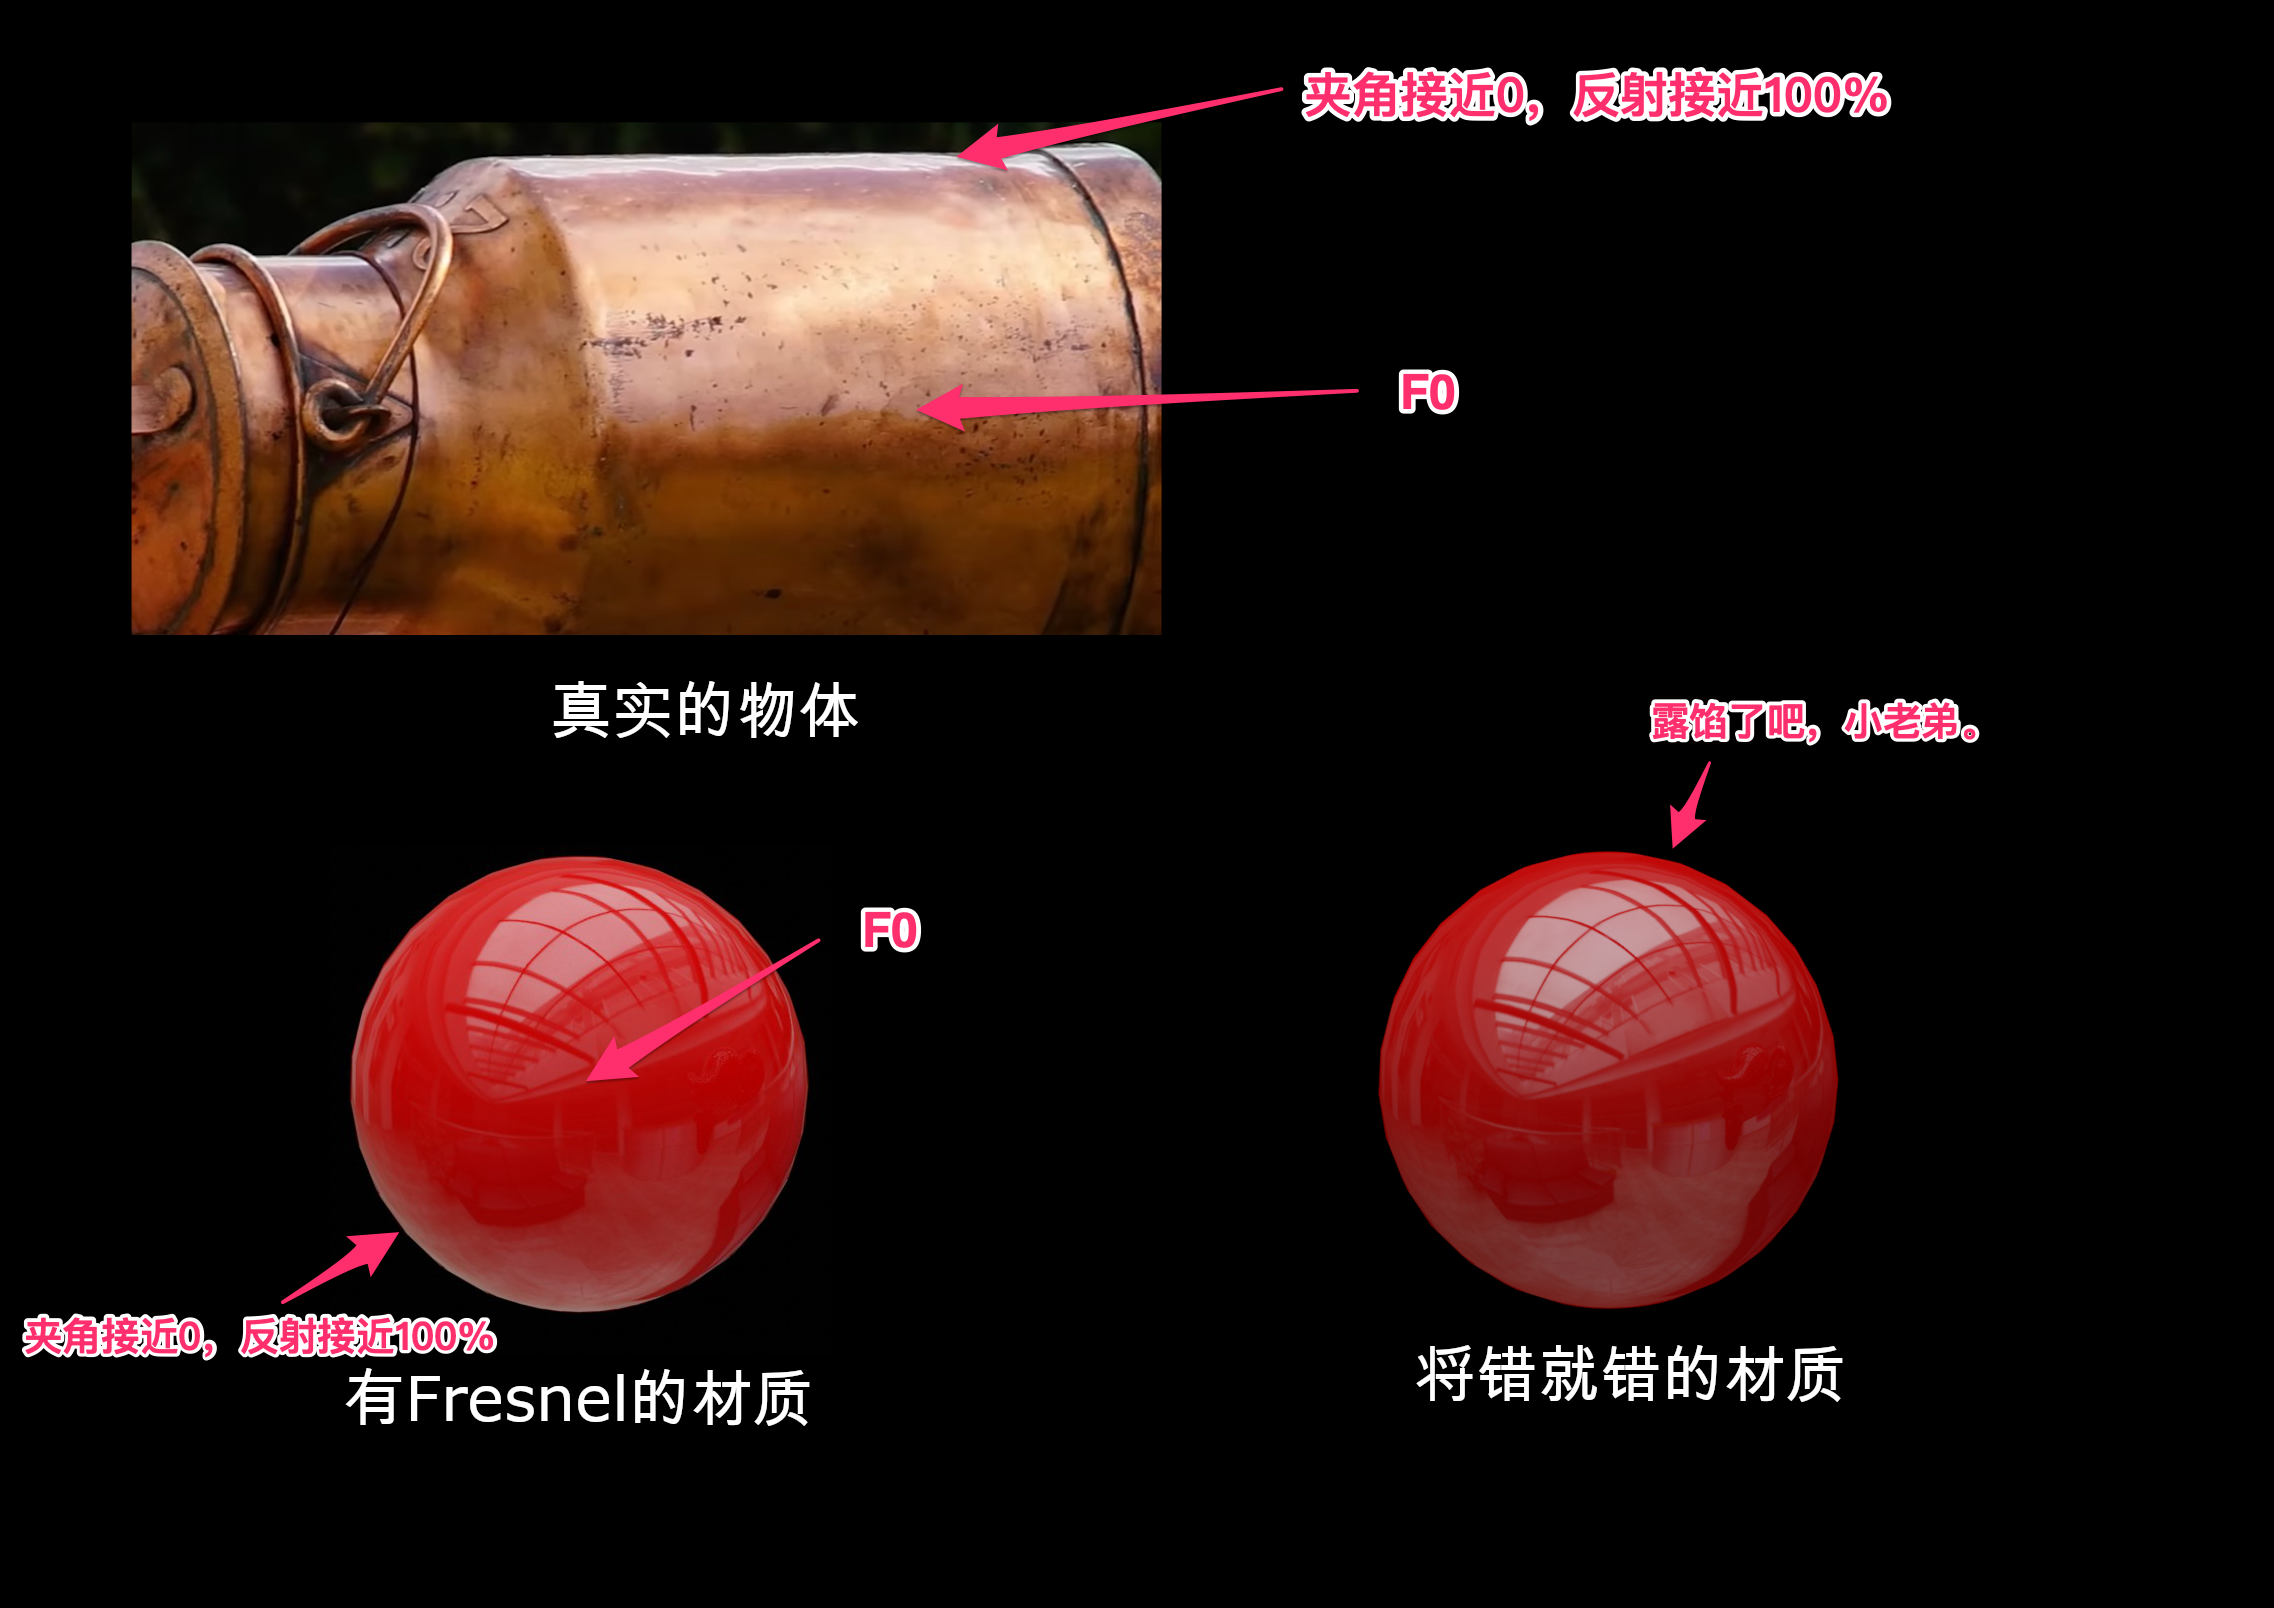 夹角接近0，反射接近100%
F0
真实的物体
露馅了吧，小老弟。
F0
夹角接近0，反射接近100%
有Fresnel的材质
将错就错的材质